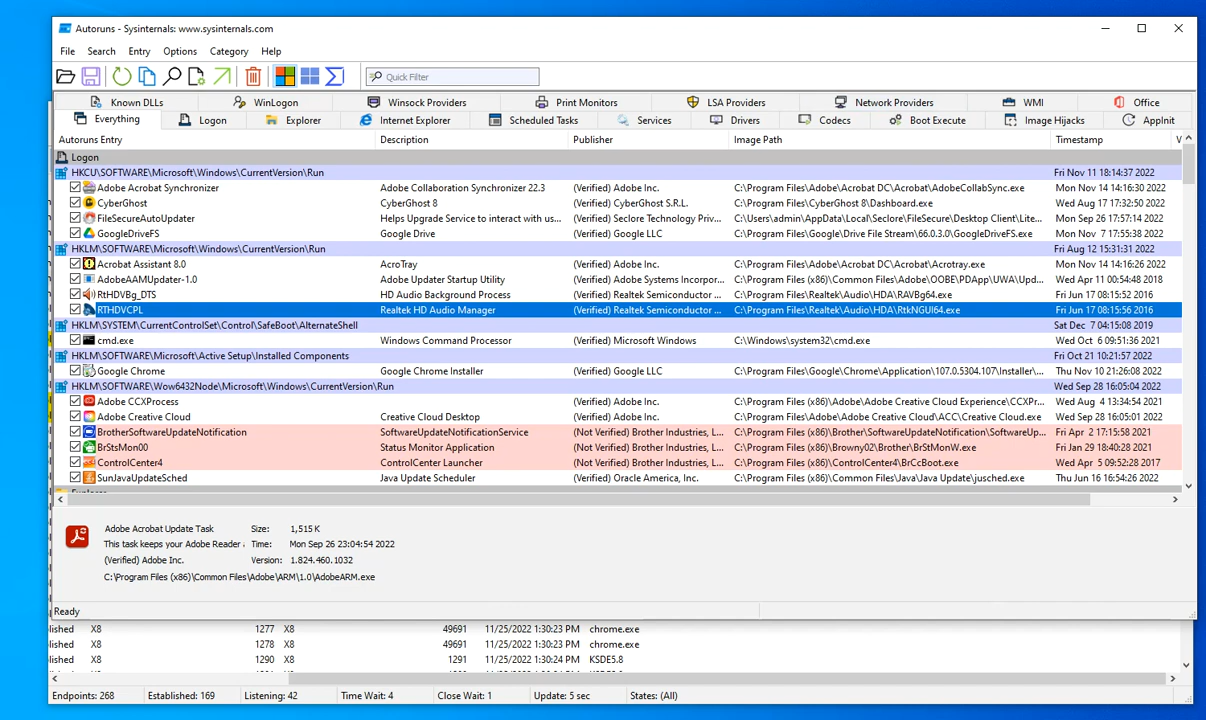 Autoruns - Sysinternals: www.sysinternals.com
File Search Entry Options Category Help
Quick Filter
Known DLLs WinLogon Winsock Providers Print Monitors LSA Providers Network Providers WMI Office
Everything Logon Explorer Internet Explorer Scheduled Tasks Services Drivers Codecs Boot Execute Image Hijacks AppInit
Autoruns Entry Description Publisher Image Path Timestamp V
Logon
HKCU\SOFTWARE\Microsoft\Windows\CurrentVersion\Run Fri Nov 11 18:14:37 2022
Adobe Acrobat Synchronizer Adobe Collaboration Synchronizer 22.3 (Verified) Adobe Inc. C:\Program Files\Adobe\Acrobat DC\Acrobat\AdobeCollabSync.exe Mon Nov 14 14:16:30 2022
CyberGhost CyberGhost 8 (Verified) CyberGhost S.R.L. C:\Program Files\CyberGhost 8\Dashboard.exe Wed Aug 17 17:32:50 2022
FileSecureAutoUpdater Helps Upgrade Service to interact with us... (Verified) Seclore Technology Priv... C:\Users\admin\AppData\Local\Seclore\FileSecure\Desktop Client\Lite... Mon Sep 26 17:57:14 2022
GoogleDriveFS Google Drive (Verified) Google LLC C:\Program Files\Google\Drive File Stream\66.0.3.0\GoogleDriveFS.exe Mon Nov 7 17:55:38 2022
HKLM\SOFTWARE\Microsoft\Windows\CurrentVersion\Run Fri Aug 12 15:31:31 2022
Acrobat Assistant 8.0 AcroTray (Verified) Adobe Inc. C:\Program Files\Adobe\Acrobat DC\Acrobat\Acrotray.exe Mon Nov 14 14:16:26 2022
AdobeAAMUpdater-1.0 Adobe Updater Startup Utility (Verified) Adobe Systems Incorpor... C:\Program Files (x86)\Common Files\Adobe\OOBE\PDApp\UWA\Upd... Wed Apr 11 00:54:48 2018
RtHDVBg_DTS HD Audio Background Process (Verified) Realtek Semiconductor ... C:\Program Files\Realtek\Audio\HDA\RAVBg64.exe Fri Jun 17 08:15:52 2016
RTHDVCPL Realtek HD Audio Manager (Verified) Realtek Semiconductor ... C:\Program Files\Realtek\Audio\HDA\RtkNGUI64.exe Fri Jun 17 08:15:56 2016
HKLM\SYSTEM\CurrentControlSet\Control\SafeBoot\AlternateShell Sat Dec 7 04:15:08 2019
cmd.exe Windows Command Processor (Verified) Microsoft Windows C:\Windows\system32\cmd.exe Wed Oct 6 09:51:36 2021
HKLM\SOFTWARE\Microsoft\Active Setup\Installed Components Fri Oct 21 10:21:57 2022
Google Chrome Google Chrome Installer (Verified) Google LLC C:\Program Files\Google\Chrome\Application\107.0.5304.107\Installer\... Thu Nov 10 21:26:08 2022
HKLM\SOFTWARE\Wow6432Node\Microsoft\Windows\CurrentVersion\Run Wed Sep 28 16:05:04 2022
Adobe CCXProcess (Verified) Adobe Inc. C:\Program Files (x86)\Adobe\Adobe Creative Cloud Experience\CCXPr... Wed Aug 4 13:34:54 2021
Adobe Creative Cloud Creative Cloud Desktop (Verified) Adobe Inc. C:\Program Files (x86)\Adobe\Adobe Creative Cloud\ACC\Creative Cloud.exe Wed Sep 28 16:05:01 2022
BrotherSoftwareUpdateNotification SoftwareUpdateNotificationService (Not Verified) Brother Industries, L... C:\Program Files (x86)\Brother\SoftwareUpdateNotification\SoftwareUp... Fri Apr 2 17:15:58 2021
BrStsMon00 Status Monitor Application (Not Verified) Brother Industries, L... C:\Program Files (x86)\Browny02\Brother\BrStMonW.exe Fri Jan 29 18:40:28 2021
ControlCenter4 ControlCenter Launcher (Not Verified) Brother Industries, L... C:\Program Files (x86)\ControlCenter4\BrCcBoot.exe Wed Apr 5 09:52:28 2017
SunJavaUpdateSched Java Update Scheduler (Verified) Oracle America, Inc. C:\Program Files (x86)\Common Files\Java\Java Update\jusched.exe Thu Jun 16 16:54:26 2022
Adobe Acrobat Update Task Size: 1,515 K
This task keeps your Adobe Reader Time: Mon Sep 26 23:04:54 2022
(Verified) Adobe Inc. Version: 1.824.460.1032
C:\Program Files (x86)\Common Files\Adobe\ARM\1.0\AdobeARM.exe
Ready
blished X8 1277 X8 49691 11/25/2022 1:30:23 PM chrome.exe
blished X8 1278 X8 49691 11/25/2022 1:30:23 PM chrome.exe
blished X8 1290 X8 1291 11/25/2022 1:30:24 PM KSDE5.8
Endpoints: 268 Established: 169 Listening: 42 Time Wait: 4 Close Wait: 1 Update: 5 sec States: (All)